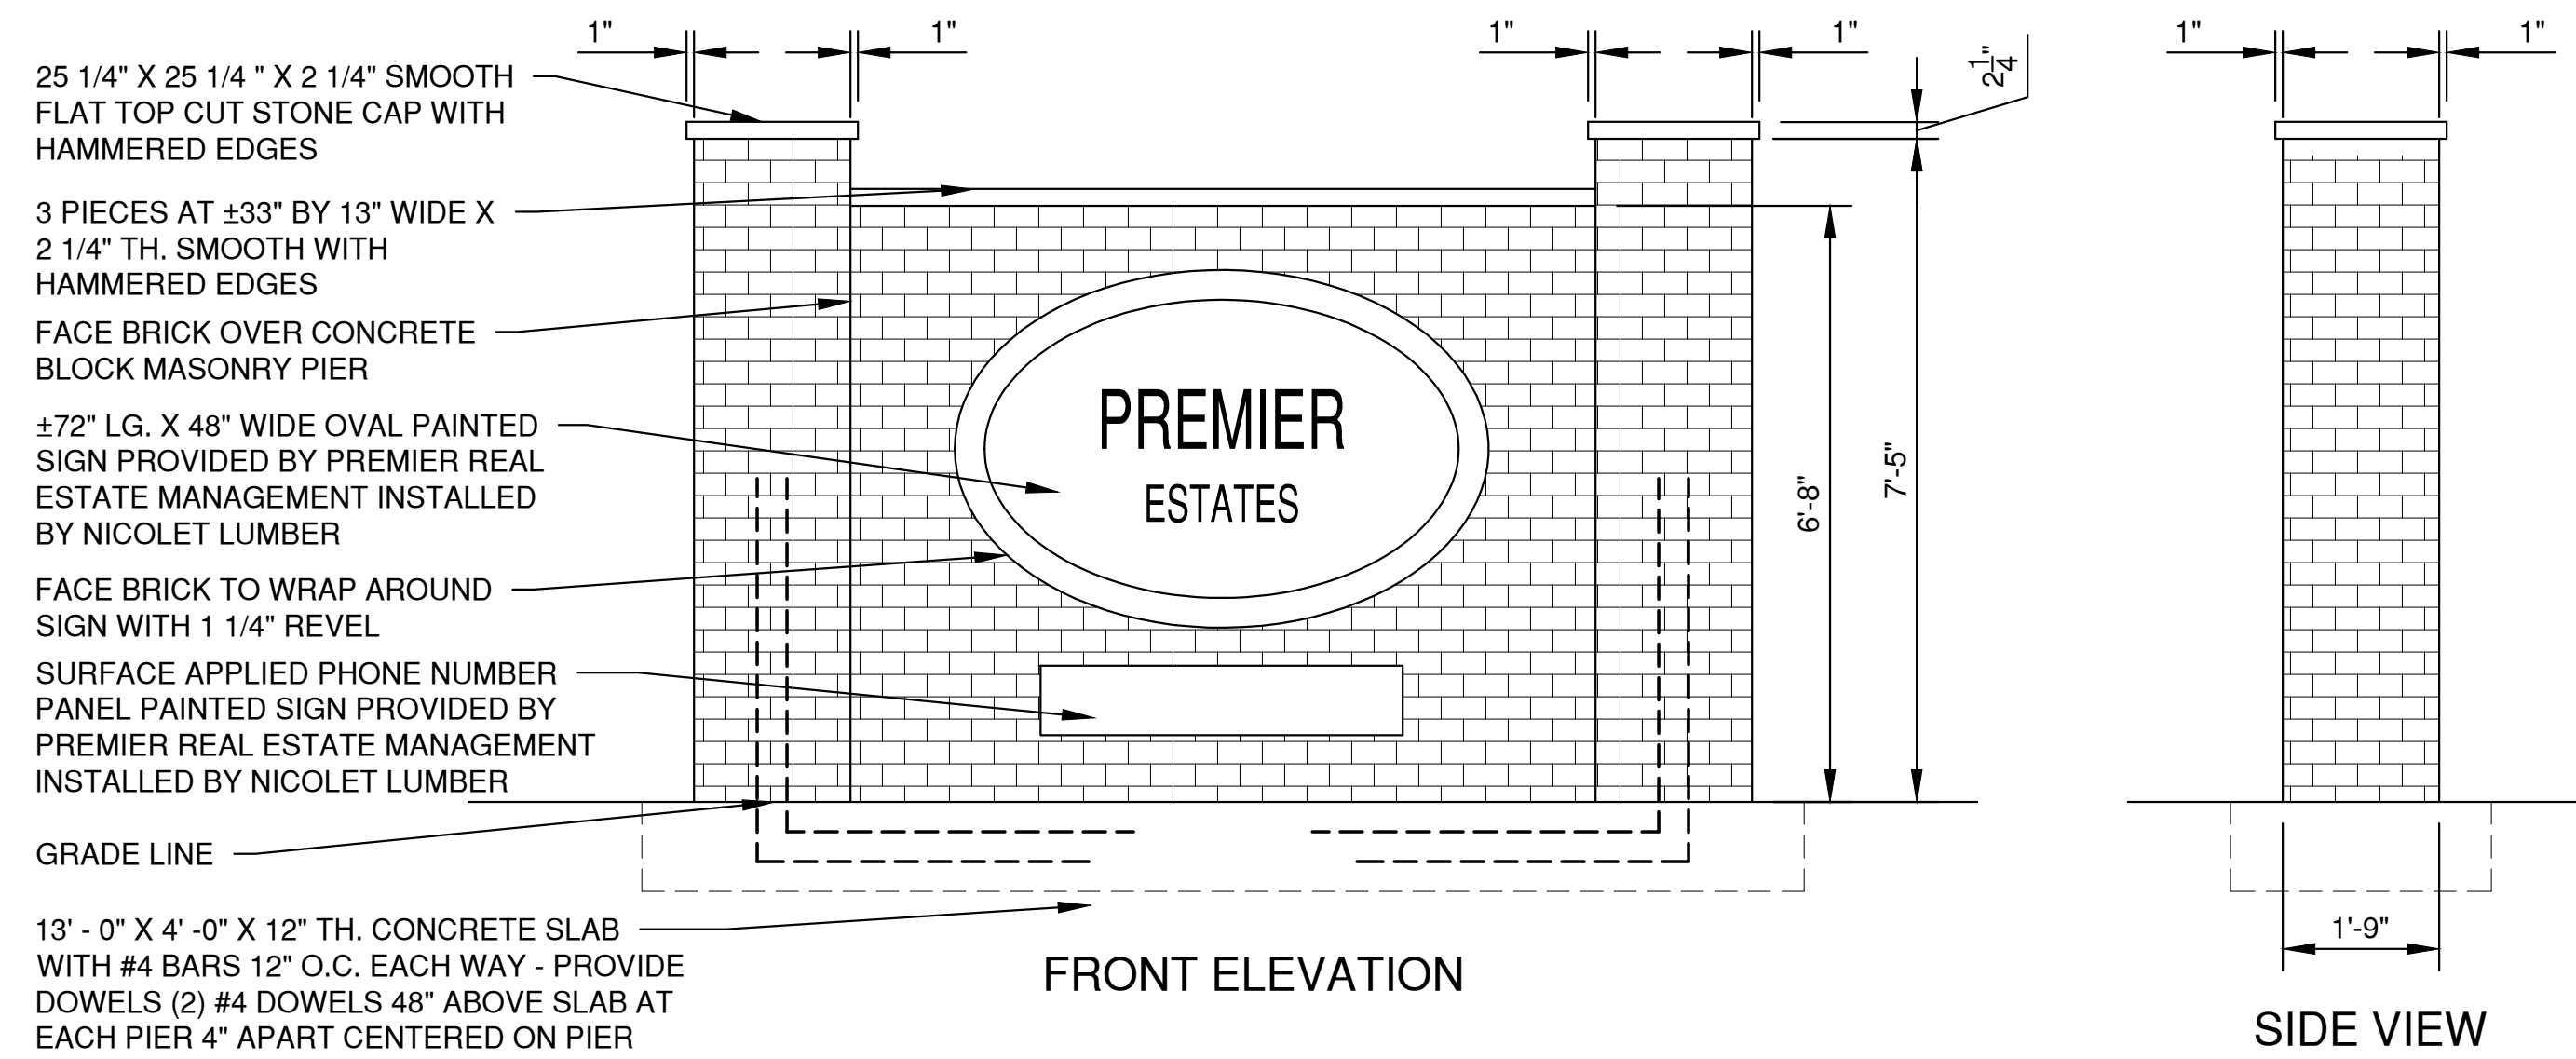 1"
1"
1"
1"
2 1/4"
1"
1"
25 1/4" X 25 1/4 " X 2 1/4" SMOOTH
FLAT TOP CUT STONE CAP WITH
HAMMERED EDGES
3 PIECES AT ±33" BY 13" WIDE X
2 1/4" TH. SMOOTH WITH
HAMMERED EDGES
FACE BRICK OVER CONCRETE
BLOCK MASONRY PIER
±72" LG. X 48" WIDE OVAL PAINTED
SIGN PROVIDED BY PREMIER REAL
ESTATE MANAGEMENT INSTALLED
BY NICOLET LUMBER
FACE BRICK TO WRAP AROUND
SIGN WITH 1 1/4" REVEL
SURFACE APPLIED PHONE NUMBER
PANEL PAINTED SIGN PROVIDED BY
PREMIER REAL ESTATE MANAGEMENT
INSTALLED BY NICOLET LUMBER
GRADE LINE
13' - 0" X 4' -0" X 12" TH. CONCRETE SLAB
WITH #4 BARS 12" O.C. EACH WAY - PROVIDE
DOWELS (2) #4 DOWELS 48" ABOVE SLAB AT
EACH PIER 4" APART CENTERED ON PIER
PREMIER
ESTATES
6'-8"
7'-5"
FRONT ELEVATION
1'-9"
SIDE VIEW